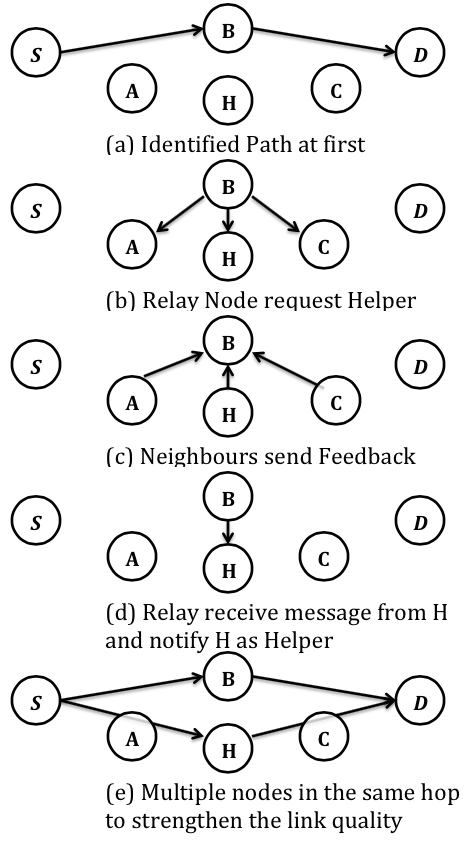 B
S
D
A
C
H
(a) Identified Path at first
B
S
D
A
C
H
(b) Relay Node request Helper
B
S
D
A
C
H
(c) Neighbours send Feedback
B
S
D
A
C
H
(d) Relay receive message from H
and notify H as Helper
B
S
D
A
C
H
(e) Multiple nodes in the same hop
to strengthen the link quality